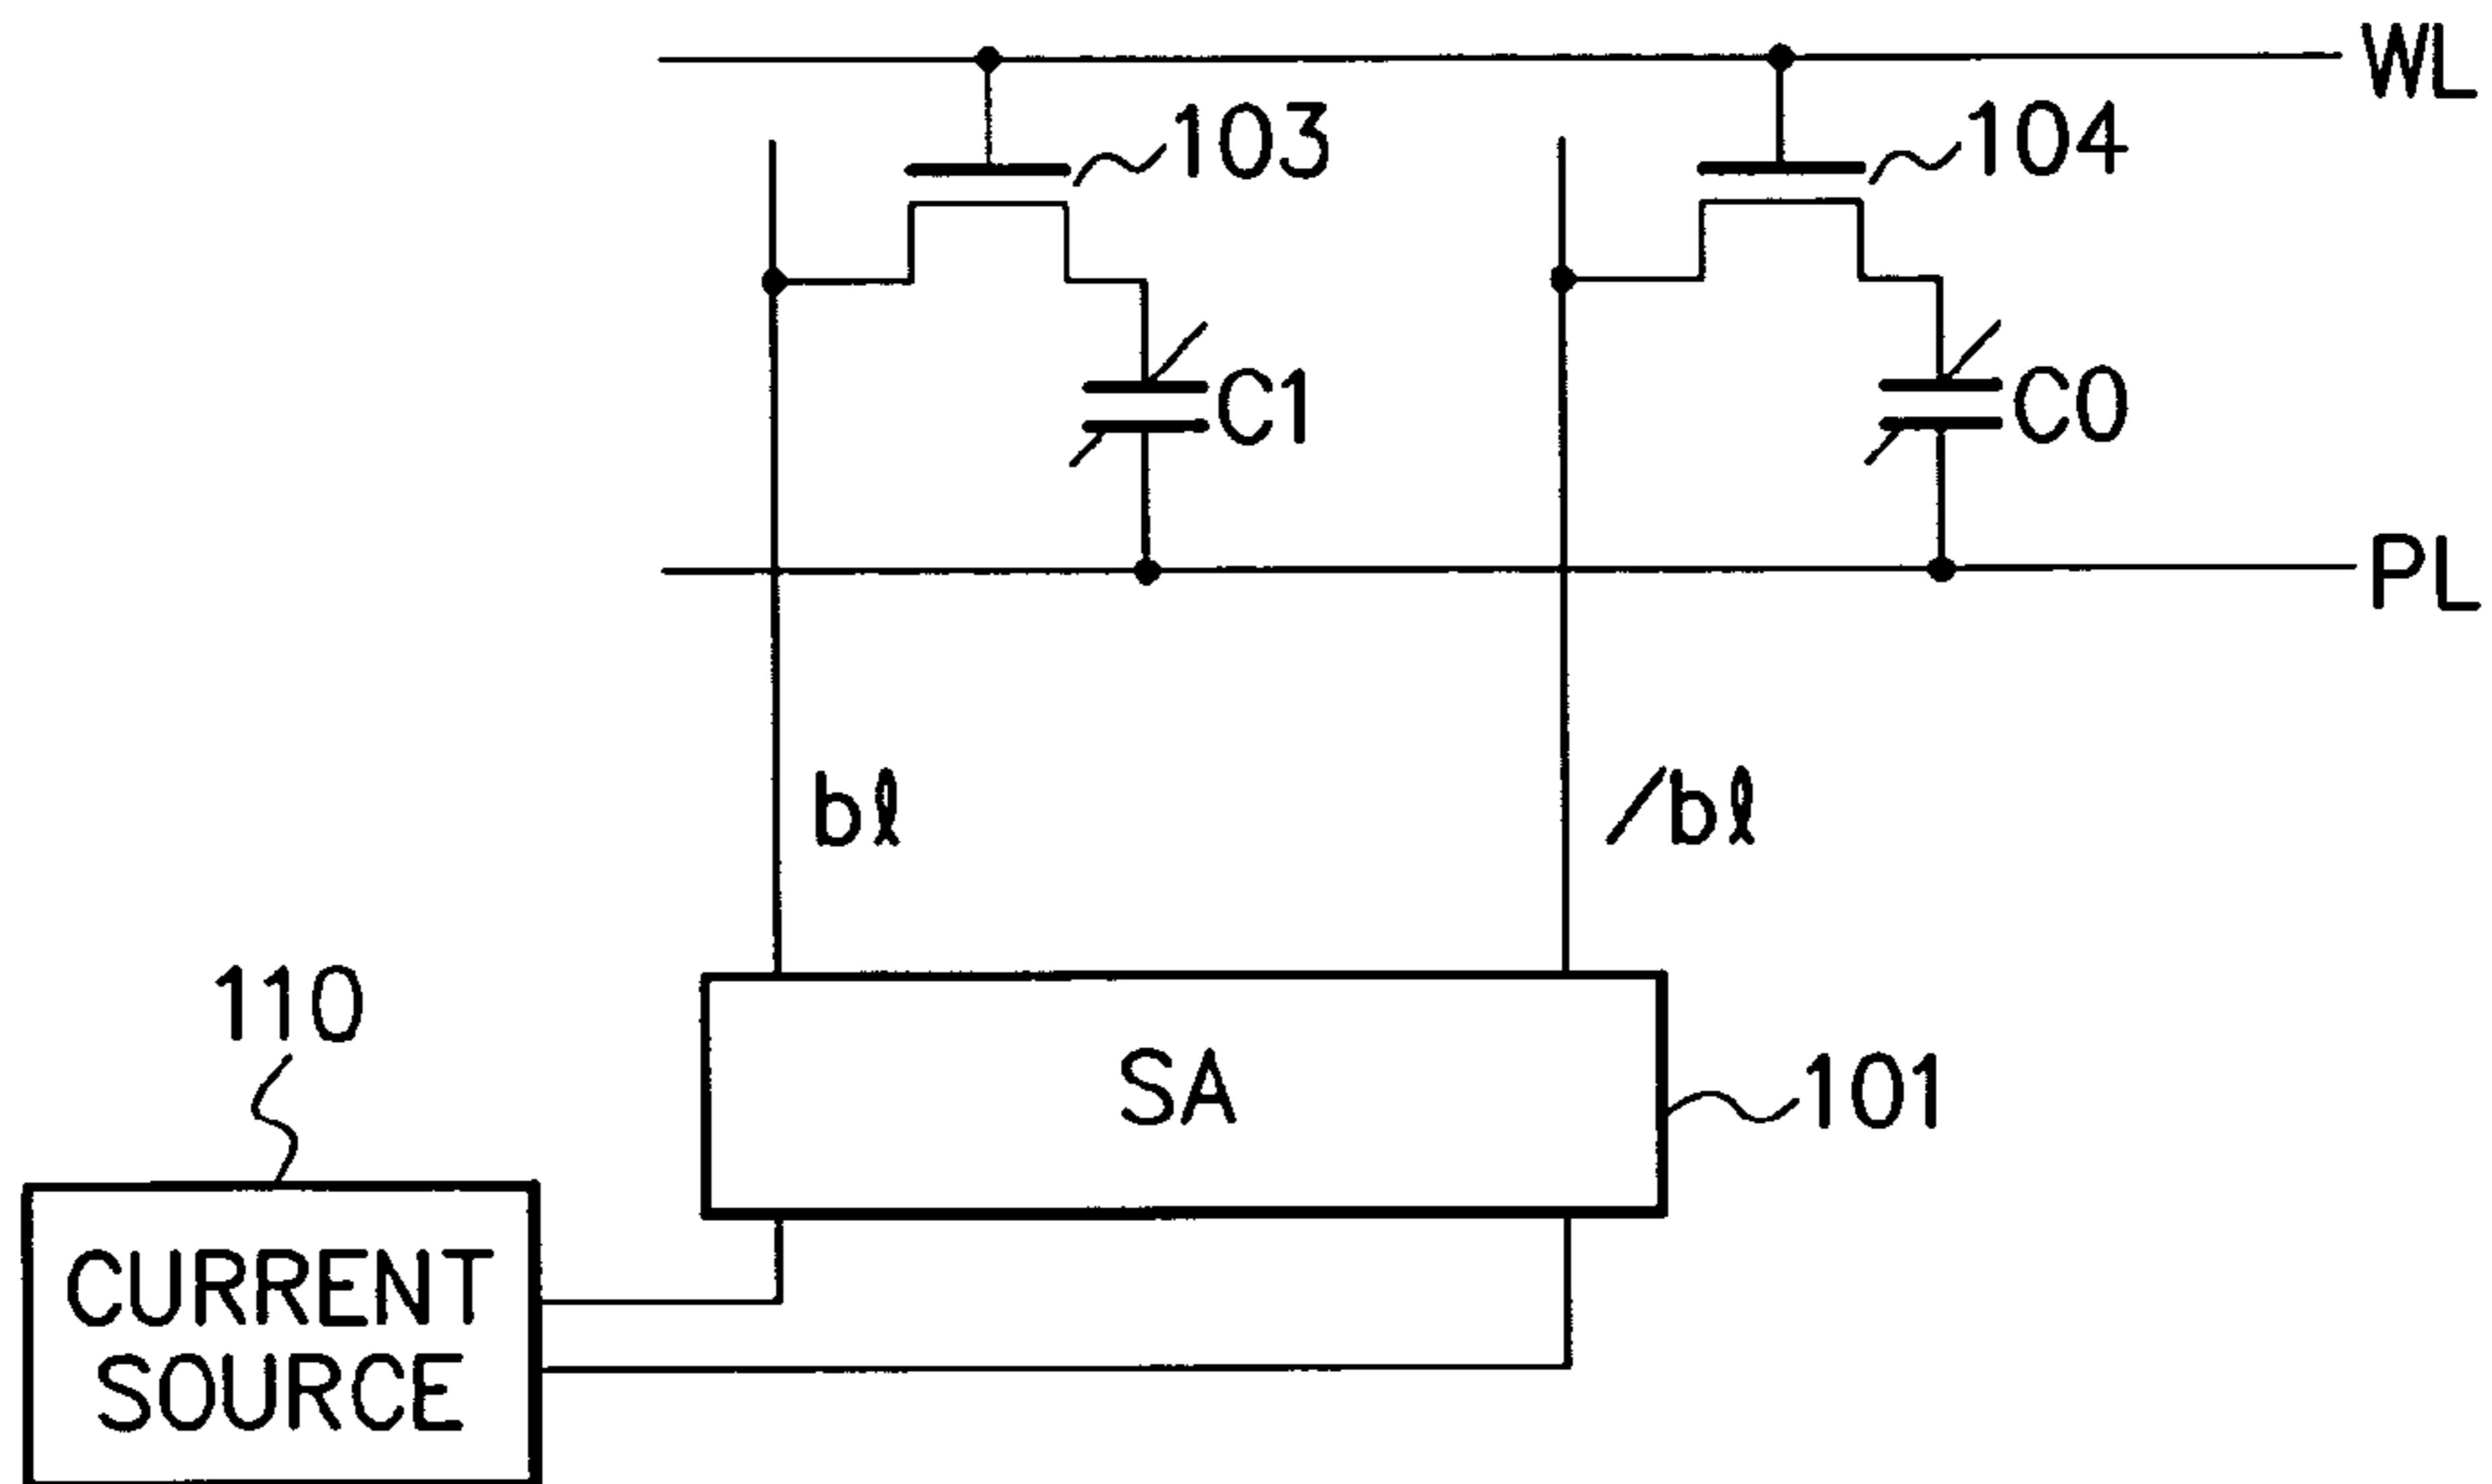 WL
103
104
C1
C0
PL
bℓ
/bℓ
110
SA
101
CURRENT
SOURCE